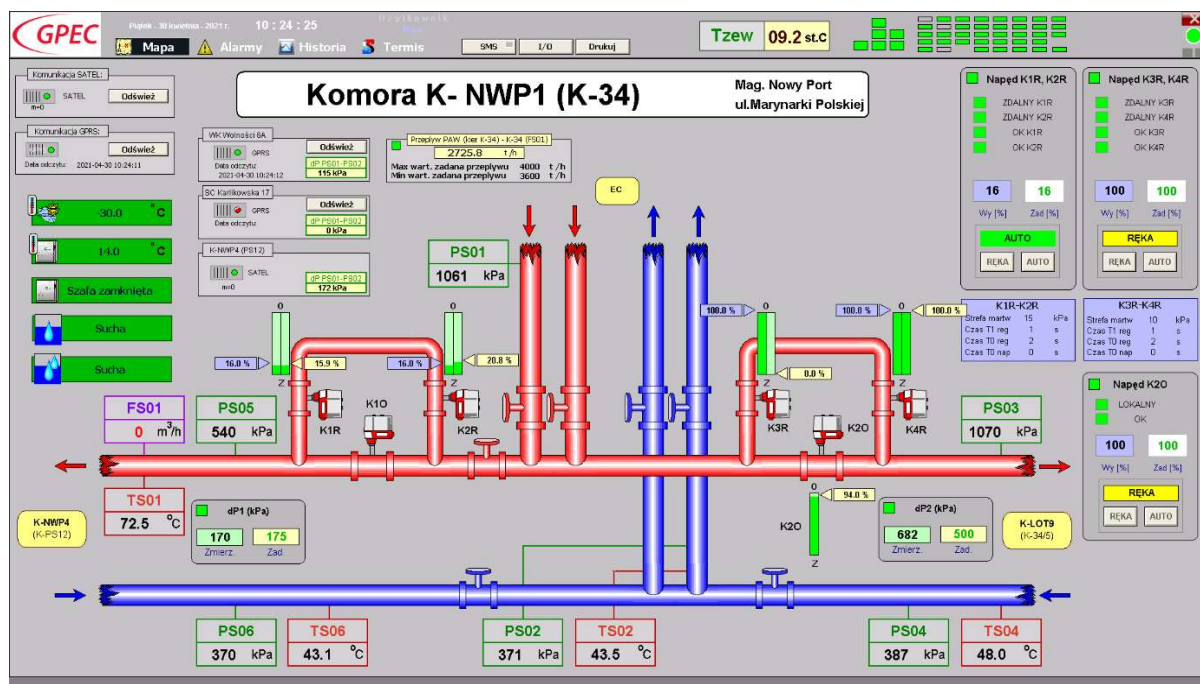 GPEC
Piątek - 30 kwietnia - 2021 r. 10 : 24 : 25
Użytkownik
Mapa Alarmy Historia Termis
SMS I/O Drukuj
Tzew 09.2 st.C
Komunikacja SATEL:
SATEL Odśwież
m=0
Komunikacja GPRS:
GPRS Odśwież
Data odczytu: 2021-04-30 10:24:11
-30.0 °C
14.0 °C
Szafa zamknięta
Sucha
Sucha
Komora K- NWP1 (K-34)
Mag. Nowy Port
ul.Marynarki Polskiej
WK Wolności 6A
GPRS Odśwież
Data odczytu: dP PS01-PS02
2021-04-30 10:24:12 115 kPa
SC Karlikowska 17
GPRS Odśwież
Data odczytu: dP PS01-PS02
0 kPa
K-NWP4 (PS12)
SATEL dP PS01-PS02
m=0 172 kPa
K-34 (FS01)
2725.8 t/h
Max wart. zadana przepływu 4000 t /h
Min wart. zadana przepływu 3600 t /h
EC
PS01
1061 kPa
0
0
16.0 % 15.9 %
16.0 % 20.8 %
Z
Z
K1R K1O K2R
0
0
100.0 % 0.0 %
100.0 % 100.0 %
Z
Z
K3R K2O K4R
FS01
0 m³/h
PS05
540 kPa
PS03
1070 kPa
TS01
72.5 °C
K-NWP4
(K-PS12)
dP1 (kPa)
170 175
Zmierz. Zad.
0
94.0 %
K2O
Z
dP2 (kPa)
682 500
Zmierz. Zad.
K-LOT9
(K-34/5)
PS06
370 kPa
TS06
43.1 °C
PS02
371 kPa
TS02
43.5 °C
PS04
387 kPa
TS04
48.0 °C
Napęd K1R, K2R
ZDALNY K1R
ZDALNY K2R
OK K1R
OK K2R
16 16
Wy [%] Zad [%]
AUTO
RĘKA AUTO
Napęd K3R, K4R
ZDALNY K3R
ZDALNY K4R
OK K3R
OK K4R
100 100
Wy [%] Zad [%]
RĘKA
RĘKA AUTO
K1R-K2R
Strefa martw 15 kPa
Czas T1 reg 1 s
Czas T0 reg 2 s
Czas T0 nap 0 s
K3R-K4R
Strefa martw 10 kPa
Czas T1 reg 1 s
Czas T0 reg 2 s
Czas T0 nap 0 s
Napęd K2O
LOKALNY
OK
100 100
Wy [%] Zad [%]
RĘKA
RĘKA AUTO